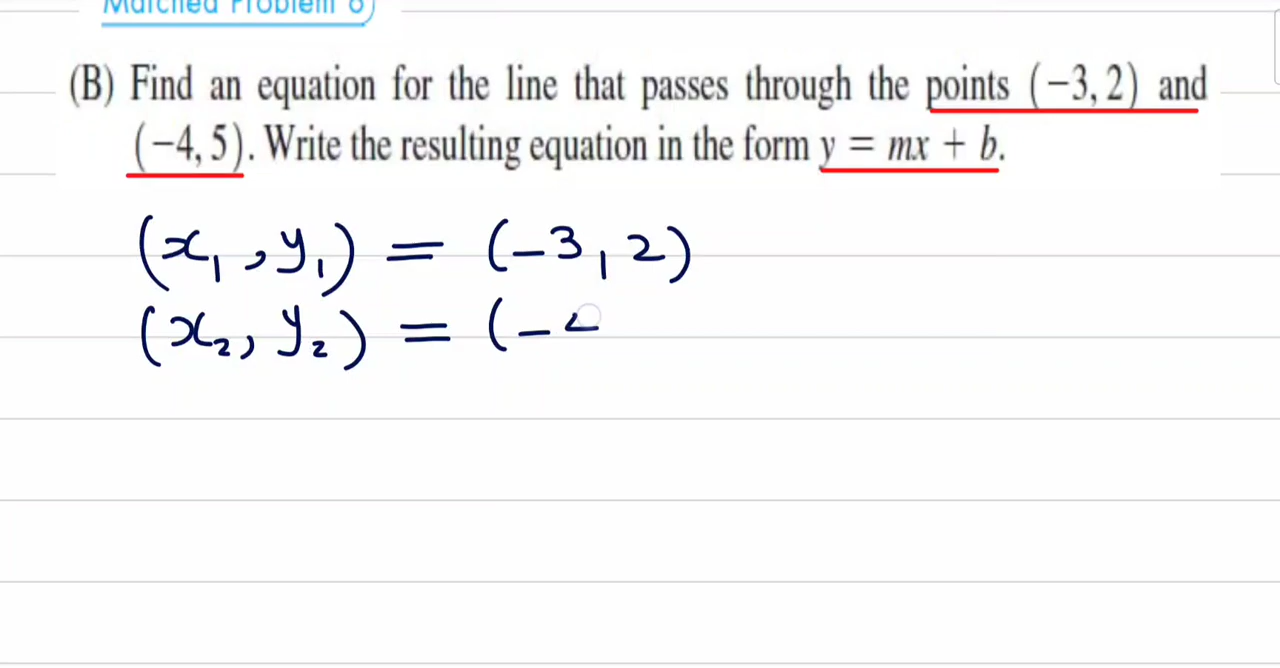 Matched Problem 6
(B) Find an equation for the line that passes through the points (−3, 2) and
(−4, 5). Write the resulting equation in the form y = mx + b.
(x₁, y₁) = (−3, 2)
(x₂, y₂) = (−